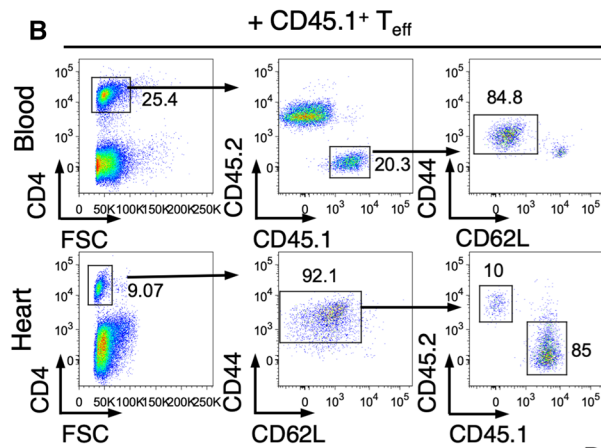 B
+ CD45.1⁺ T_eff
Blood
CD4
10⁵
10⁴
10³
0
25.4
0 50K 100K 150K 200K 250K
FSC
CD45.2
10⁵
10⁴
10³
0
20.3
0 10³ 10⁴ 10⁵
CD45.1
CD44
10⁵
10⁴
10³
0
84.8
0 10³ 10⁴ 10⁵
CD62L
Heart
CD4
10⁵
10⁴
10³
0
9.07
0 50K 100K 150K 200K 250K
FSC
CD44
10⁵
10⁴
10³
0
92.1
0 10³ 10⁴ 10⁵
CD62L
CD45.2
10⁵
10⁴
10³
0
10
85
0 10³ 10⁴ 10⁵
CD45.1